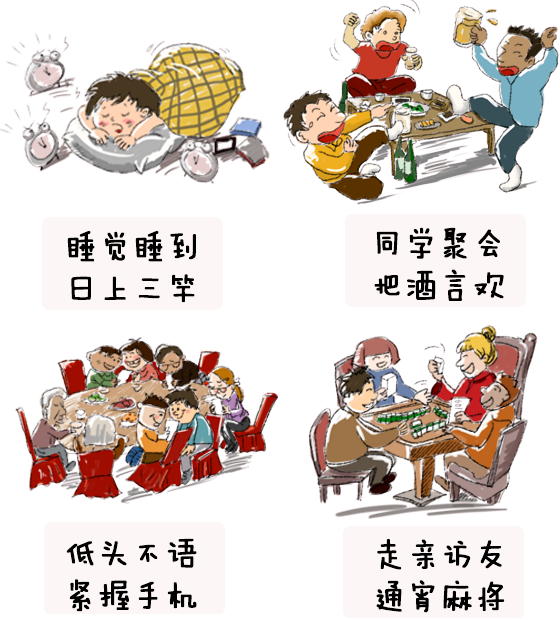 睡觉睡到
日上三竿
同学聚会
把酒言欢
低头不语
紧握手机
走亲访友
通宵麻将